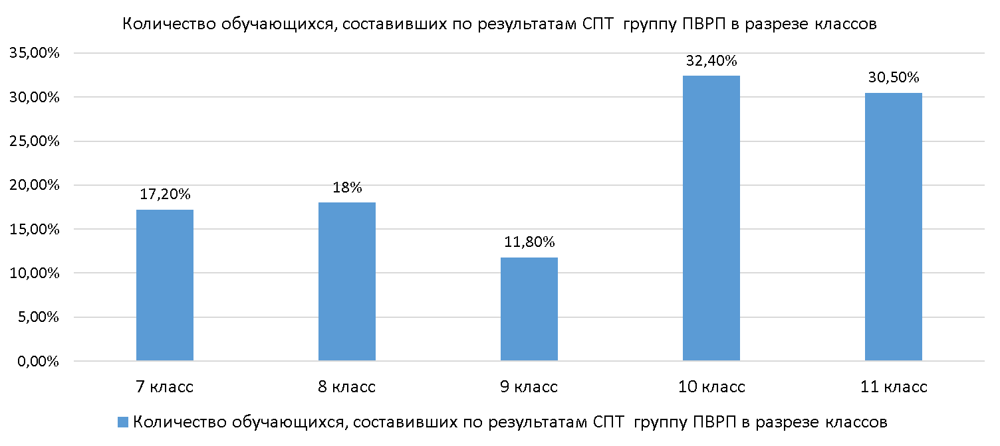 Количество обучающихся, составивших по результатам СПТ группу ПВРП в разрезе классов
35,00%
30,00%
25,00%
20,00%
15,00%
10,00%
5,00%
0,00%
17,20%
18%
11,80%
32,40%
30,50%
7 класс
8 класс
9 класс
10 класс
11 класс
Количество обучающихся, составивших по результатам СПТ группу ПВРП в разрезе классов